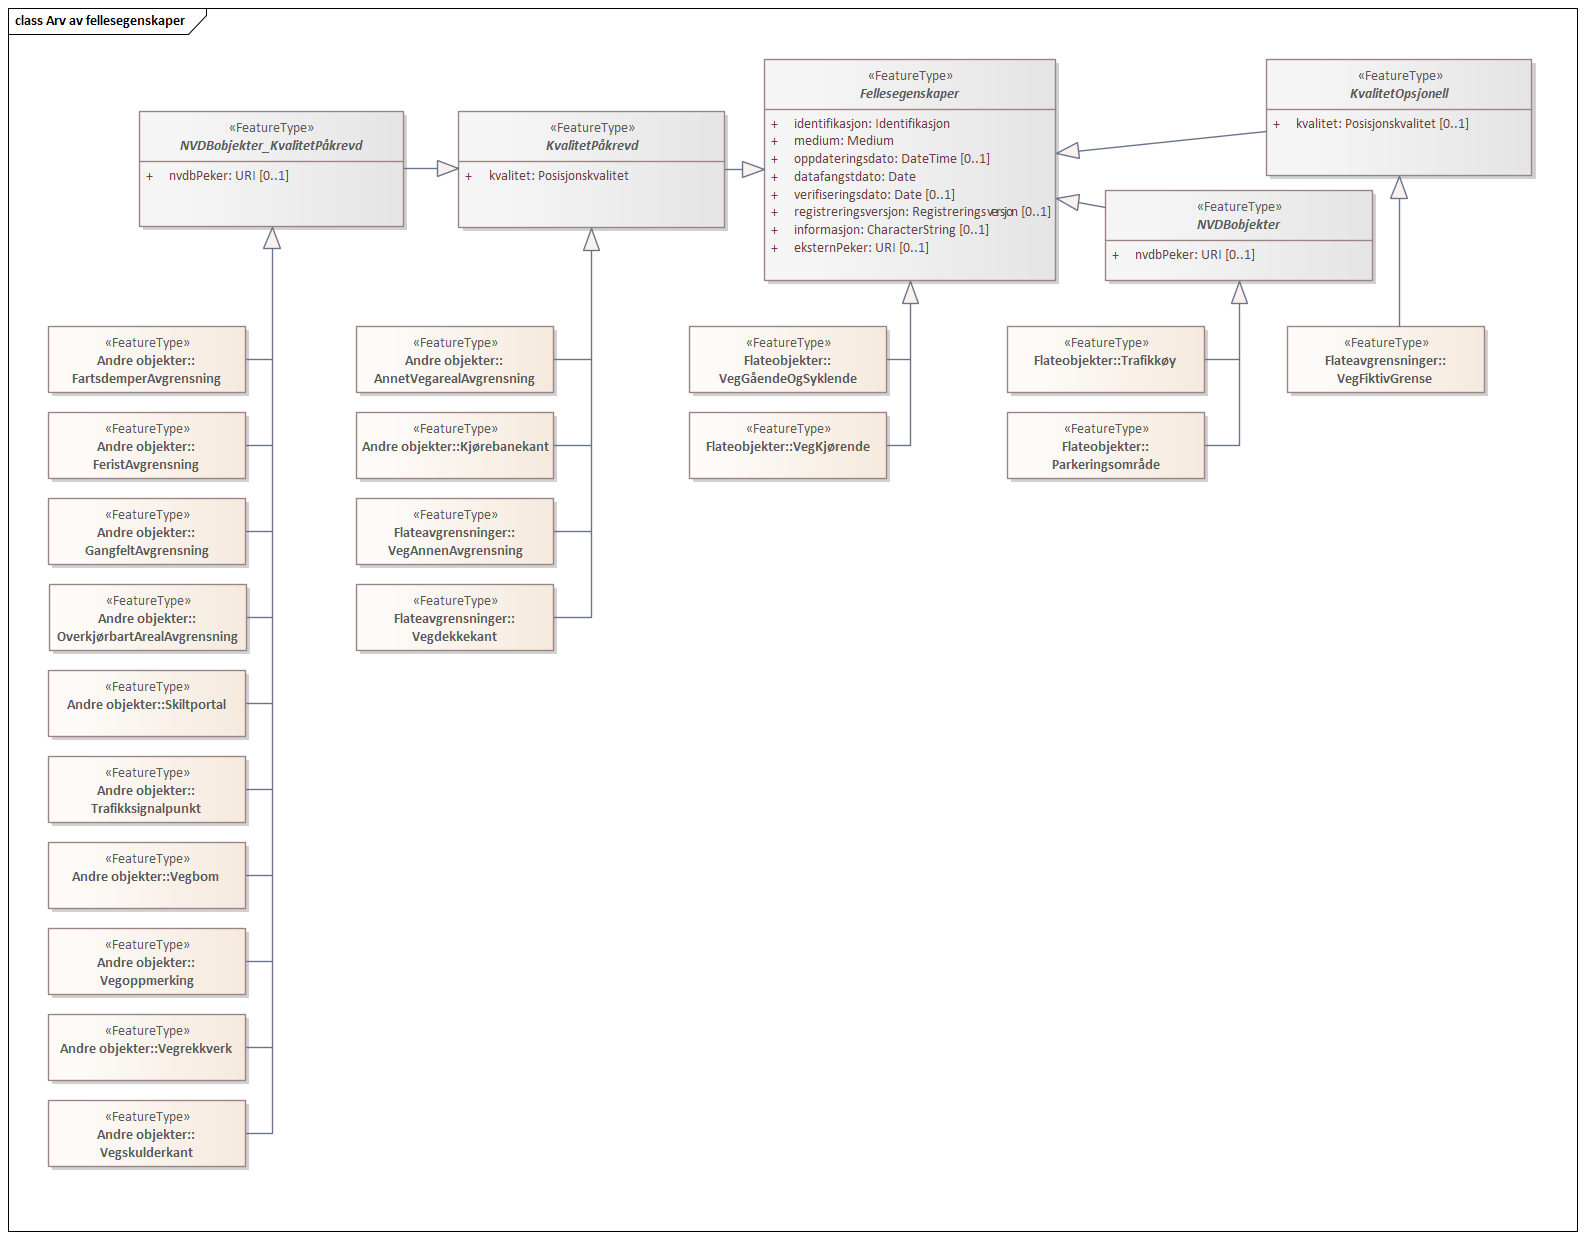 class Arv av fellesegenskaper
«FeatureType»
NVDBobjekter_KvalitetPåkrevd
+ nvdbPeker: URI [0..1]
«FeatureType»
KvalitetPåkrevd
+ kvalitet: Posisjonskvalitet
«FeatureType»
Fellesegenskaper
+ identifikasjon: Identifikasjon
+ medium: Medium
+ oppdateringsdato: DateTime [0..1]
+ datafangstdato: Date
+ verifiseringsdato: Date [0..1]
+ registreringsversjon: Registreringsversjon [0..1]
+ informasjon: CharacterString [0..1]
+ eksternPeker: URI [0..1]
«FeatureType»
KvalitetOpsjonell
+ kvalitet: Posisjonskvalitet [0..1]
«FeatureType»
NVDBobjekter
+ nvdbPeker: URI [0..1]
«FeatureType»
Andre objekter::
FartsdemperAvgrensning
«FeatureType»
Andre objekter::
FeristAvgrensning
«FeatureType»
Andre objekter::
GangfeltAvgrensning
«FeatureType»
Andre objekter::
OverkjørbartArealAvgrensning
«FeatureType»
Andre objekter::Skiltportal
«FeatureType»
Andre objekter::
Trafikksignalpunkt
«FeatureType»
Andre objekter::Vegbom
«FeatureType»
Andre objekter::
Vegoppmerking
«FeatureType»
Andre objekter::Vegrekkverk
«FeatureType»
Andre objekter::
Vegskulderkant
«FeatureType»
Andre objekter::
AnnetVegarealAvgrensning
«FeatureType»
Andre objekter::Kjørebanekant
«FeatureType»
Flateavgrensninger::
VegAnnenAvgrensning
«FeatureType»
Flateavgrensninger::
Vegdekkekant
«FeatureType»
Flateobjekter::
VegGåendeOgSyklende
«FeatureType»
Flateobjekter::VegKjørende
«FeatureType»
Flateobjekter::Trafikkøy
«FeatureType»
Flateobjekter::
Parkeringsområde
«FeatureType»
Flateavgrensninger::
VegFiktivGrense